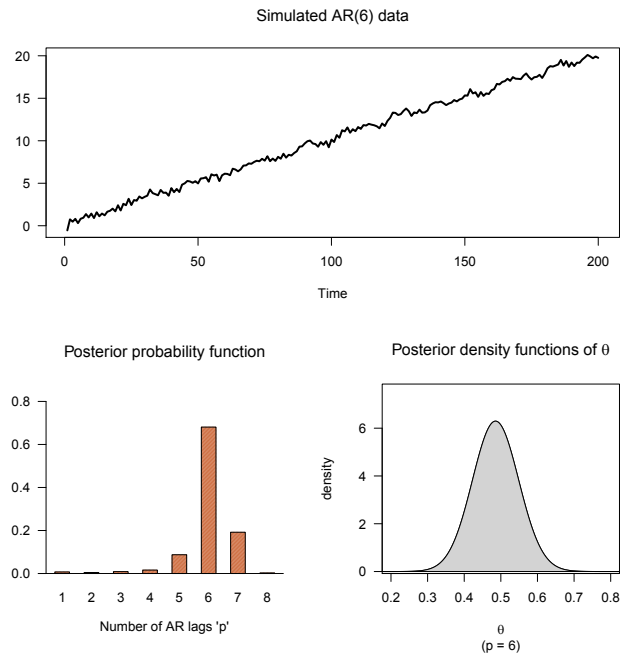 Simulated AR(6) data
20
15
10
5
0
0 50 100 150 200
Time
Posterior probability function
0.8
0.6
0.4
0.2
0.0
1 2 3 4 5 6 7 8
Number of AR lags 'p'
Posterior density functions of θ
density
6
4
2
0
0.2 0.3 0.4 0.5 0.6 0.7 0.8
θ
(p = 6)